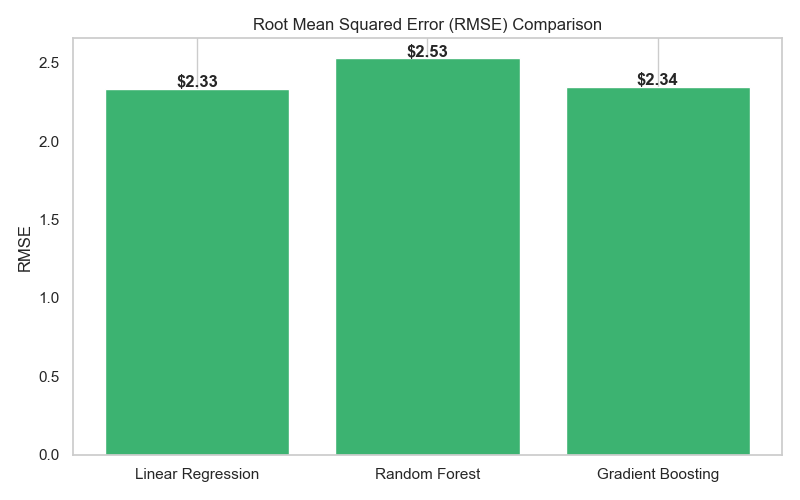 Root Mean Squared Error (RMSE) Comparison
$2.33
$2.53
$2.34
2.5
2.0
1.5
1.0
0.5
0.0
RMSE
Linear Regression
Random Forest
Gradient Boosting